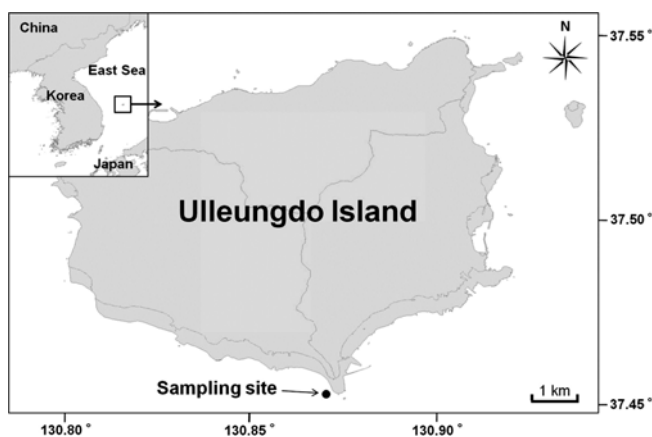 China
East Sea
Korea
Japan
N
37.55
Ulleungdo Island
37.50
Sampling site
1 km
37.45
130.80 °
130.85 °
130.90 °